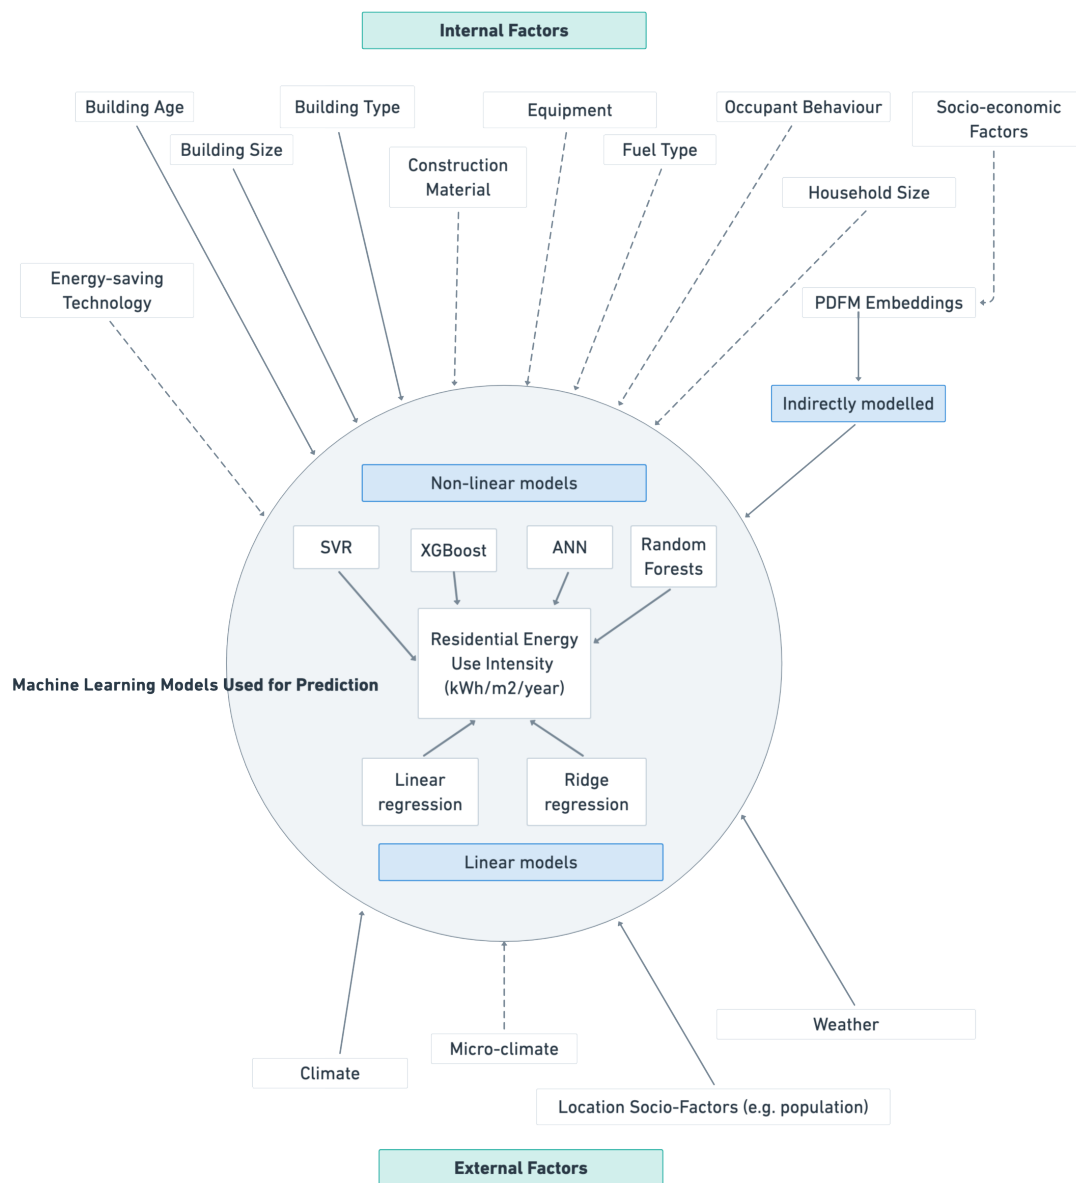 Internal Factors
Building Age
Building Type
Equipment
Occupant Behaviour
Socio-economic
Factors
Building Size
Construction
Material
Fuel Type
Household Size
Energy-saving
Technology
PDFM Embeddings
Indirectly modelled
Non-linear models
SVR
XGBoost
ANN
Random
Forests
Residential Energy
Use Intensity
(kWh/m2/year)
Machine Learning Models Used for Prediction
Linear
regression
Ridge
regression
Linear models
Weather
Micro-climate
Climate
Location Socio-Factors (e.g. population)
External Factors